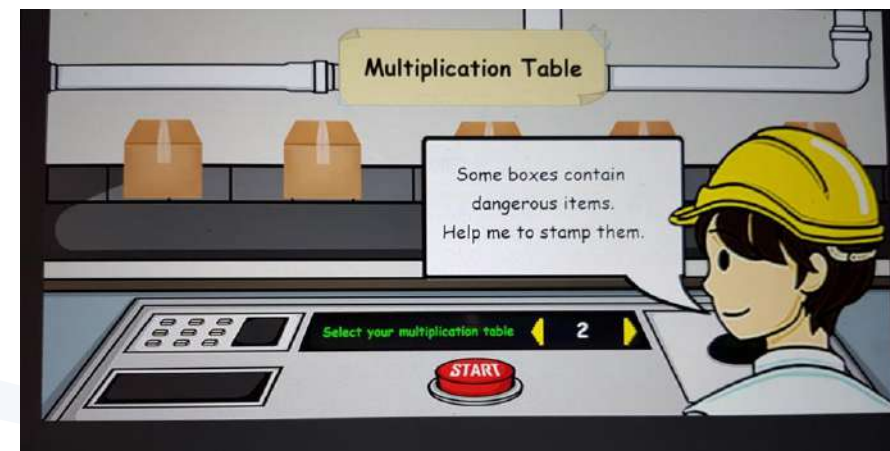 Multiplication Table
Some boxes contain
dangerous items.
Help me to stamp them.
Select your multiplication table
2
START